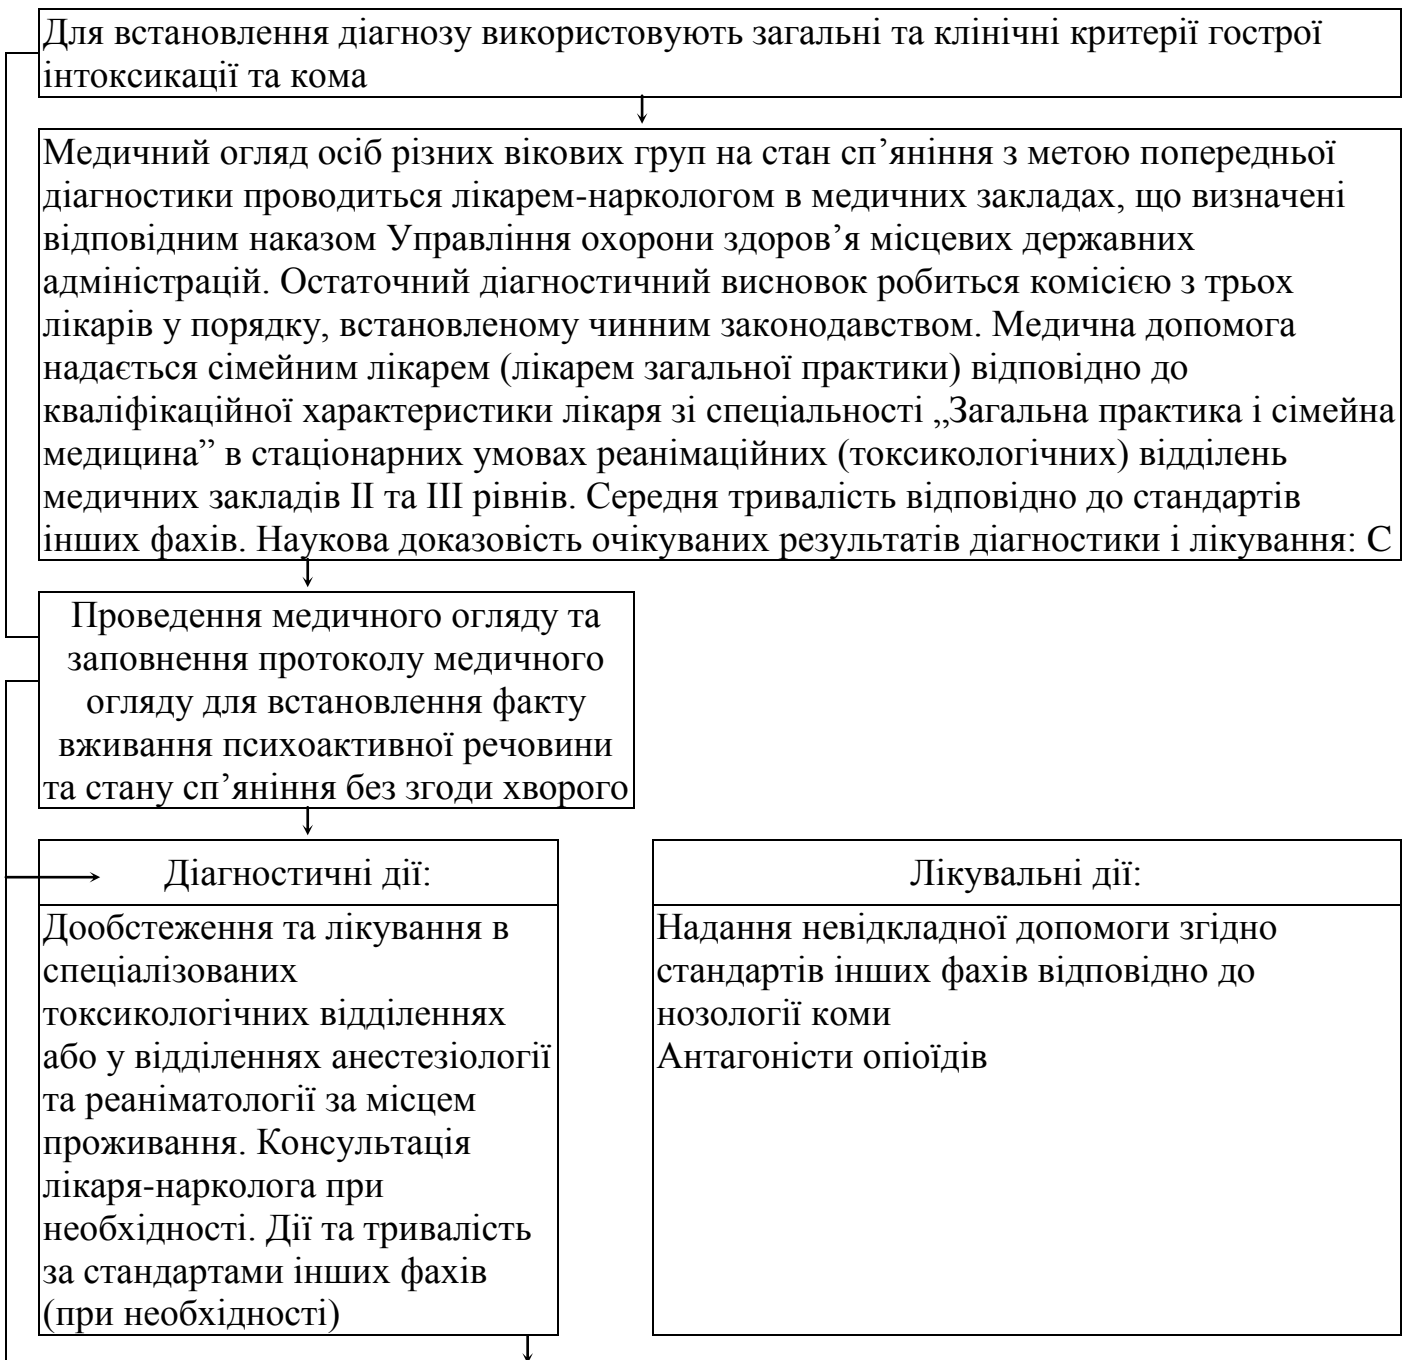 Для встановлення діагнозу використовують загальні та клінічні критерії гострої
інтоксикації та кома
Медичний огляд осіб різних вікових груп на стан сп’яніння з метою попередньої
діагностики проводиться лікарем-наркологом в медичних закладах, що визначені
відповідним наказом Управління охорони здоров’я місцевих державних
адміністрацій. Остаточний діагностичний висновок робиться комісією з трьох
лікарів у порядку, встановленому чинним законодавством. Медична допомога
надається сімейним лікарем (лікарем загальної практики) відповідно до
кваліфікаційної характеристики лікаря зі спеціальності „Загальна практика і сімейна
медицина” в стаціонарних умовах реанімаційних (токсикологічних) відділень
медичних закладів ІІ та ІІІ рівнів. Середня тривалість відповідно до стандартів
інших фахів. Наукова доказовість очікуваних результатів діагностики і лікування: С
Проведення медичного огляду та
заповнення протоколу медичного
огляду для встановлення факту
вживання психоактивної речовини
та стану сп’яніння без згоди хворого
Діагностичні дії:
Дообстеження та лікування в
спеціалізованих
токсикологічних відділеннях
або у відділеннях анестезіології
та реаніматології за місцем
проживання. Консультація
лікаря-нарколога при
необхідності. Дії та тривалість
за стандартами інших фахів
(при необхідності)
Лікувальні дії:
Надання невідкладної допомоги згідно
стандартів інших фахів відповідно до
нозології коми
Антагоністи опіоїдів